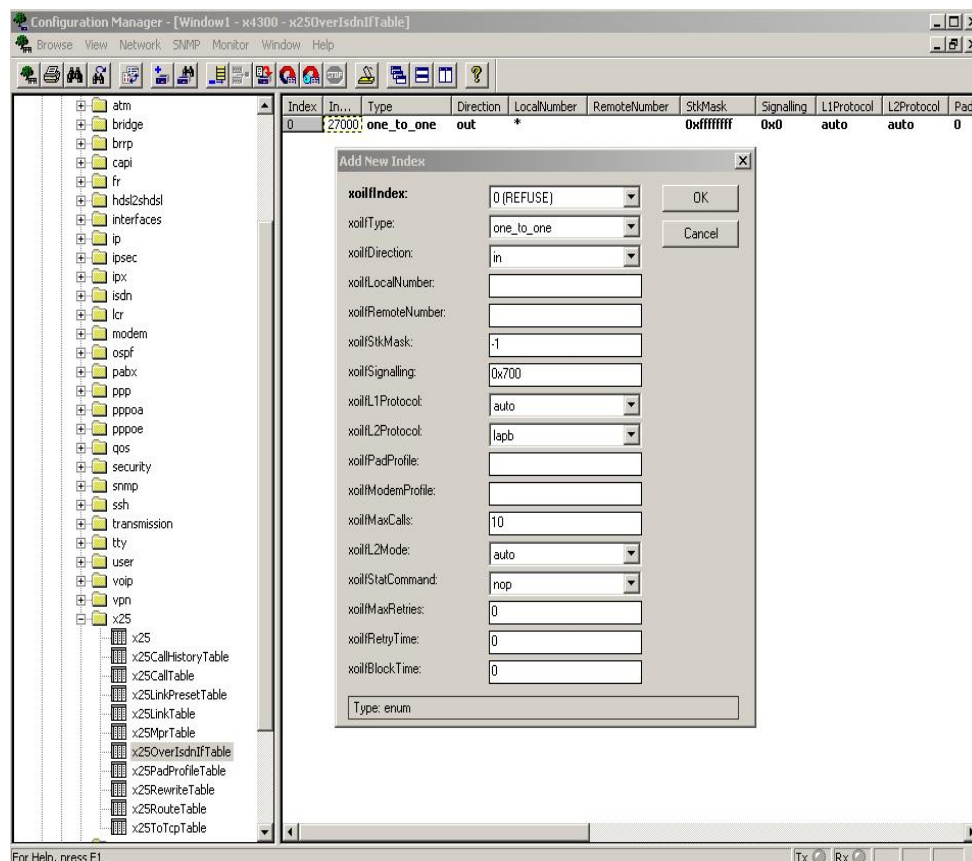 Configuration Manager - [Window1 - x4300 - x25OverIsdnIfTable]
Browse View Network SNMP Monitor Window Help
STOP
atm
bridge
brrp
capi
fr
hdsl2shdsl
interfaces
ip
ipsec
ipx
isdn
lcr
modem
ospf
pabx
ppp
pppoa
pppoe
qos
security
snmp
ssh
transmission
tty
user
voip
vpn
x25
x25
x25CallHistoryTable
x25CallTable
x25LinkPresetTable
x25LinkTable
x25MprTable
x25OverIsdnIfTable
x25PadProfileTable
x25RewriteTable
x25RouteTable
x25ToTcpTable
Index In... Type Direction LocalNumber RemoteNumber StkMask Signalling L1Protocol L2Protocol Pad
0 27000 one_to_one out * 0xffffffff 0x0 auto auto 0
Add New Index
xoiIfIndex: 0 (REFUSE) OK
xoiIfType: one_to_one Cancel
xoiIfDirection: in
xoiIfLocalNumber:
xoiIfRemoteNumber:
xoiIfStkMask: -1
xoiIfSignalling: 0x700
xoiIfL1Protocol: auto
xoiIfL2Protocol: lapb
xoiIfPadProfile:
xoiIfModemProfile:
xoiIfMaxCalls: 10
xoiIfL2Mode: auto
xoiIfStatCommand: nop
xoiIfMaxRetries: 0
xoiIfRetryTime: 0
xoiIfBlockTime: 0
Type: enum
For Help, press F1 Tx Rx